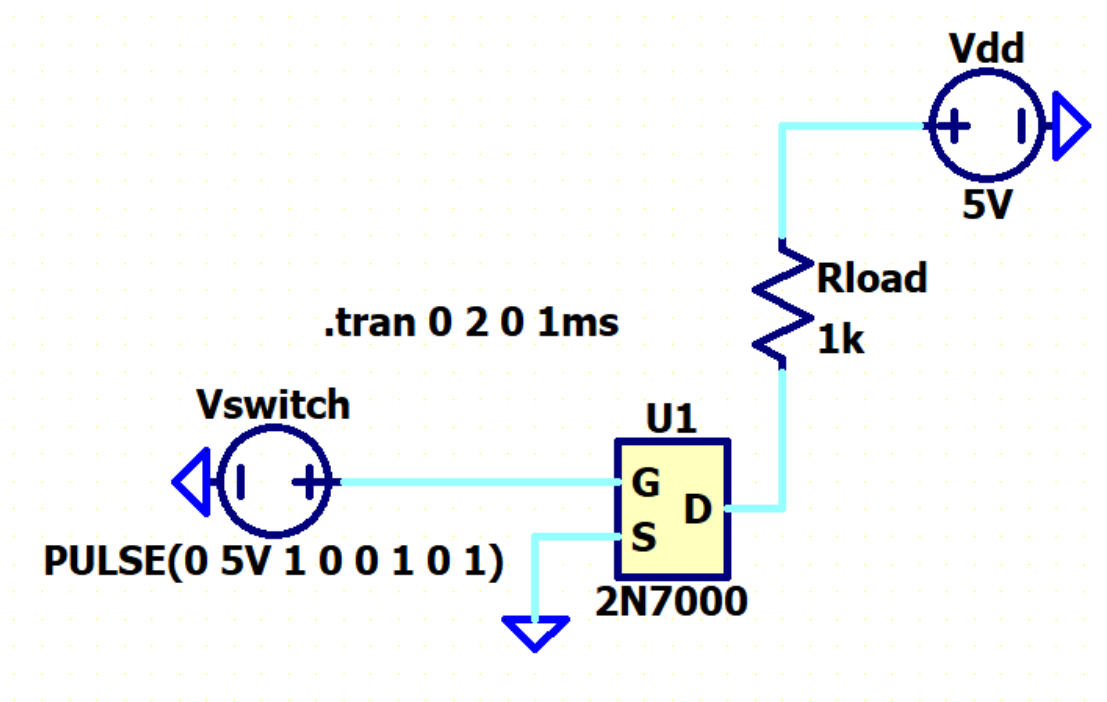 Vdd
+ |
5V
Rload
1k
.tran 0 2 0 1ms
Vswitch
| +
PULSE(0 5V 1 0 0 1 0 1)
U1
G
D
S
2N7000